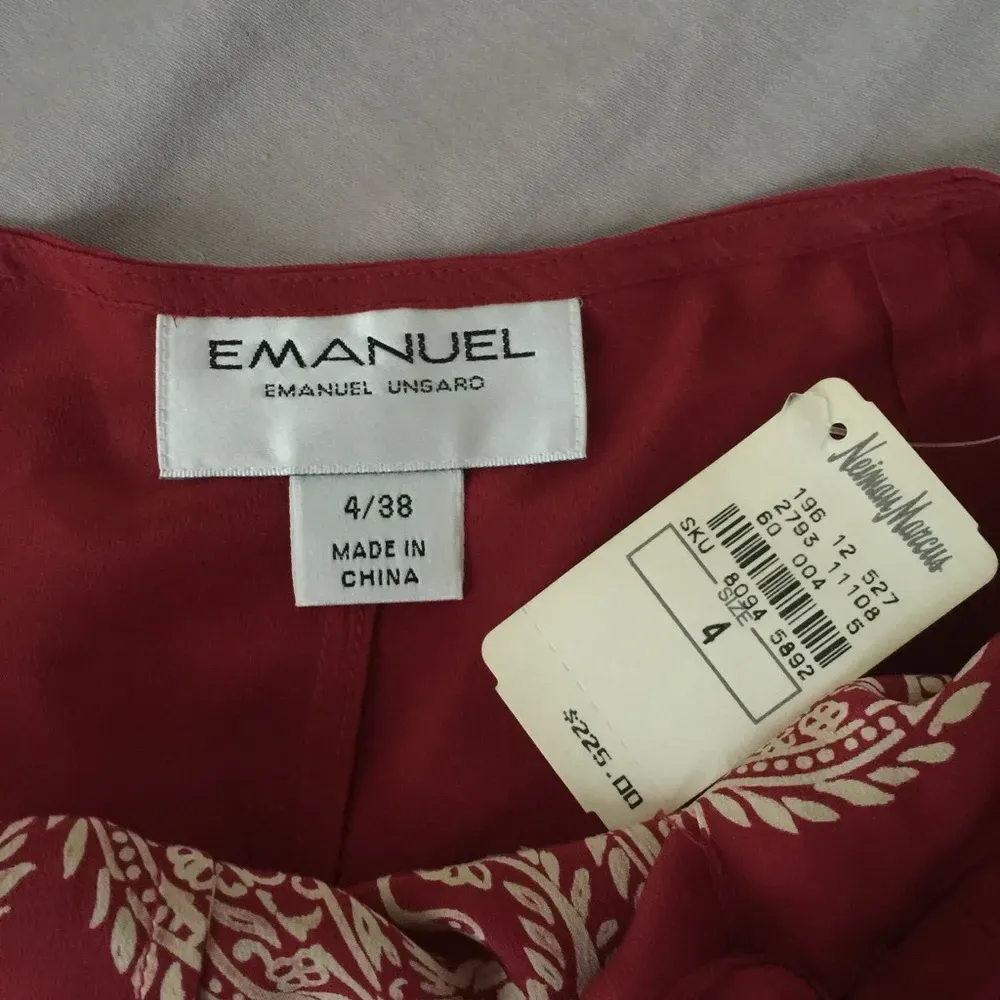 EMANUEL
EMANUEL UNGARO
4/38
MADE IN
CHINA
Neiman Marcus
196 12 527
2793 11108
60 004 5
SKU 8094 5892
SIZE
4
$225.00